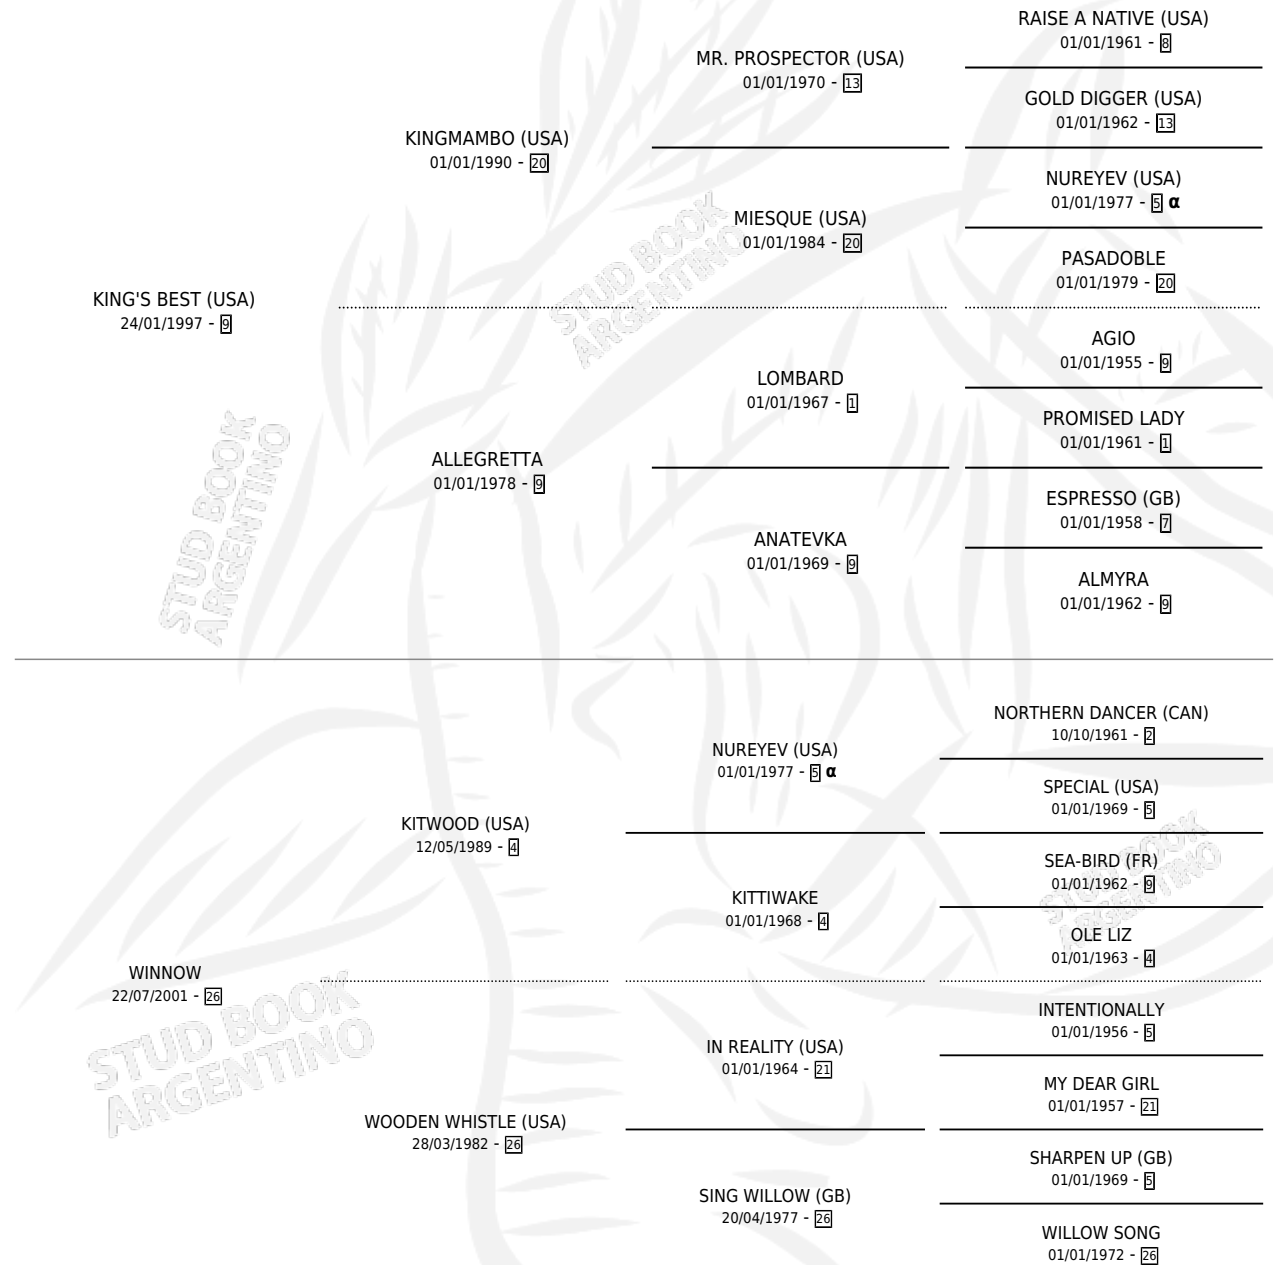 RAISE A NATIVE (USA)
01/01/1961 - 8
MR. PROSPECTOR (USA)
01/01/1970 - 13
GOLD DIGGER (USA)
01/01/1962 - 13
KINGMAMBO (USA)
01/01/1990 - 20
NUREYEV (USA)
01/01/1977 - 5 α
MIESQUE (USA)
01/01/1984 - 20
PASADOBLE
01/01/1979 - 20
KING'S BEST (USA)
24/01/1997 - 9
AGIO
01/01/1955 - 9
LOMBARD
01/01/1967 - 1
PROMISED LADY
01/01/1961 - 1
ALLEGRETTA
01/01/1978 - 9
ESPRESSO (GB)
01/01/1958 - 7
ANATEVKA
01/01/1969 - 9
ALMYRA
01/01/1962 - 9
NORTHERN DANCER (CAN)
10/10/1961 - 2
NUREYEV (USA)
01/01/1977 - 5 α
SPECIAL (USA)
01/01/1969 - 5
KITWOOD (USA)
12/05/1989 - 4
SEA-BIRD (FR)
01/01/1962 - 9
KITTIWAKE
01/01/1968 - 4
OLE LIZ
01/01/1963 - 4
WINNOW
22/07/2001 - 26
INTENTIONALLY
01/01/1956 - 5
IN REALITY (USA)
01/01/1964 - 21
MY DEAR GIRL
01/01/1957 - 21
WOODEN WHISTLE (USA)
28/03/1982 - 26
SHARPEN UP (GB)
01/01/1969 - 5
SING WILLOW (GB)
20/04/1977 - 26
WILLOW SONG
01/01/1972 - 26
STUD BOOK
ARGENTINO
STUD BOOK
ARGENTINO
STUD BOOK
ARGENTINO
STUD BOOK
ARGENTINO